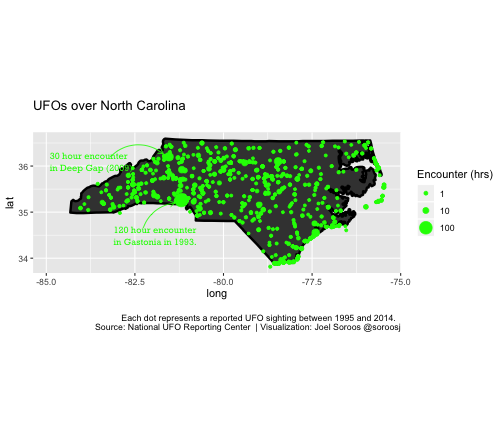 UFOs over North Carolina
30 hour encounter
in Deep Gap
120 hour encounter
in Gastonia in 1993.
lat
36
35
34
-85.0
-82.5
-80.0
-77.5
-75.0
long
Encounter (hrs)
1
10
100
Each dot represents a reported UFO sighting between 1995 and 2014.
Source: National UFO Reporting Center | Visualization: Joel Soroos @soroosj